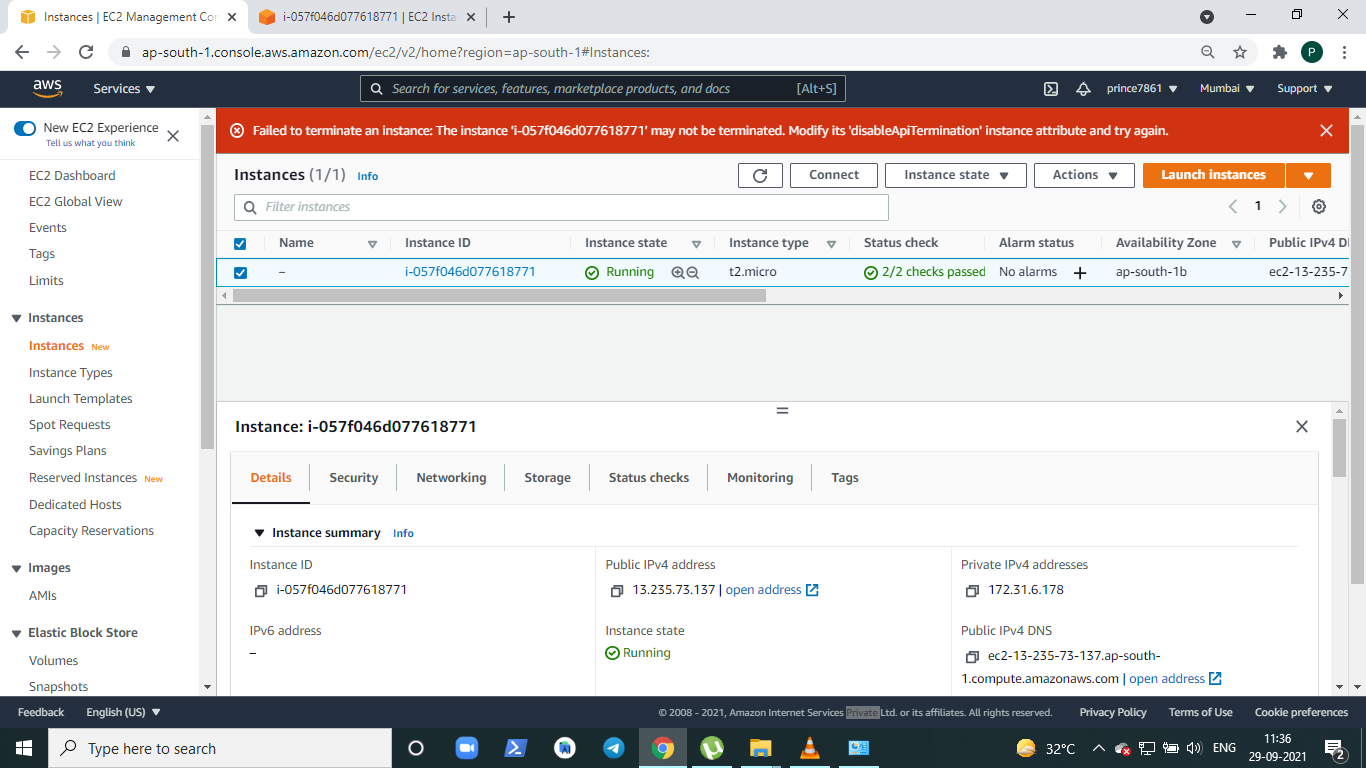 Instances | EC2 Management Con
i-057f046d077618771 | EC2 Insta
ap-south-1.console.aws.amazon.com/ec2/v2/home?region=ap-south-1#Instances:
P
aws
Services
Search for services, features, marketplace products, and docs
[Alt+S]
prince7861
Mumbai
Support
New EC2 Experience
Tell us what you think
EC2 Dashboard
EC2 Global View
Events
Tags
Limits
Instances
Instances New
Instance Types
Launch Templates
Spot Requests
Savings Plans
Reserved Instances New
Dedicated Hosts
Capacity Reservations
Images
AMIs
Elastic Block Store
Volumes
Snapshots
Failed to terminate an instance: The instance 'i-057f046d077618771' may not be terminated. Modify its 'disableApiTermination' instance attribute and try again.
Instances (1/1) Info
Connect
Instance state
Actions
Launch instances
Filter instances
1
Name
Instance ID
Instance state
Instance type
Status check
Alarm status
Availability Zone
Public IPv4 D
–
i-057f046d077618771
Running
t2.micro
2/2 checks passed
No alarms
ap-south-1b
ec2-13-235-7
Instance: i-057f046d077618771
Details
Security
Networking
Storage
Status checks
Monitoring
Tags
Instance summary Info
Instance ID
i-057f046d077618771
Public IPv4 address
13.235.73.137 | open address
Private IPv4 addresses
172.31.6.178
IPv6 address
–
Instance state
Running
Public IPv4 DNS
ec2-13-235-73-137.ap-south-
1.compute.amazonaws.com | open address
Feedback
English (US)
© 2008 - 2021, Amazon Internet Services Private Ltd. or its affiliates. All rights reserved.
Privacy Policy
Terms of Use
Cookie preferences
Type here to search
32°C
ENG
11:36
29-09-2021
2